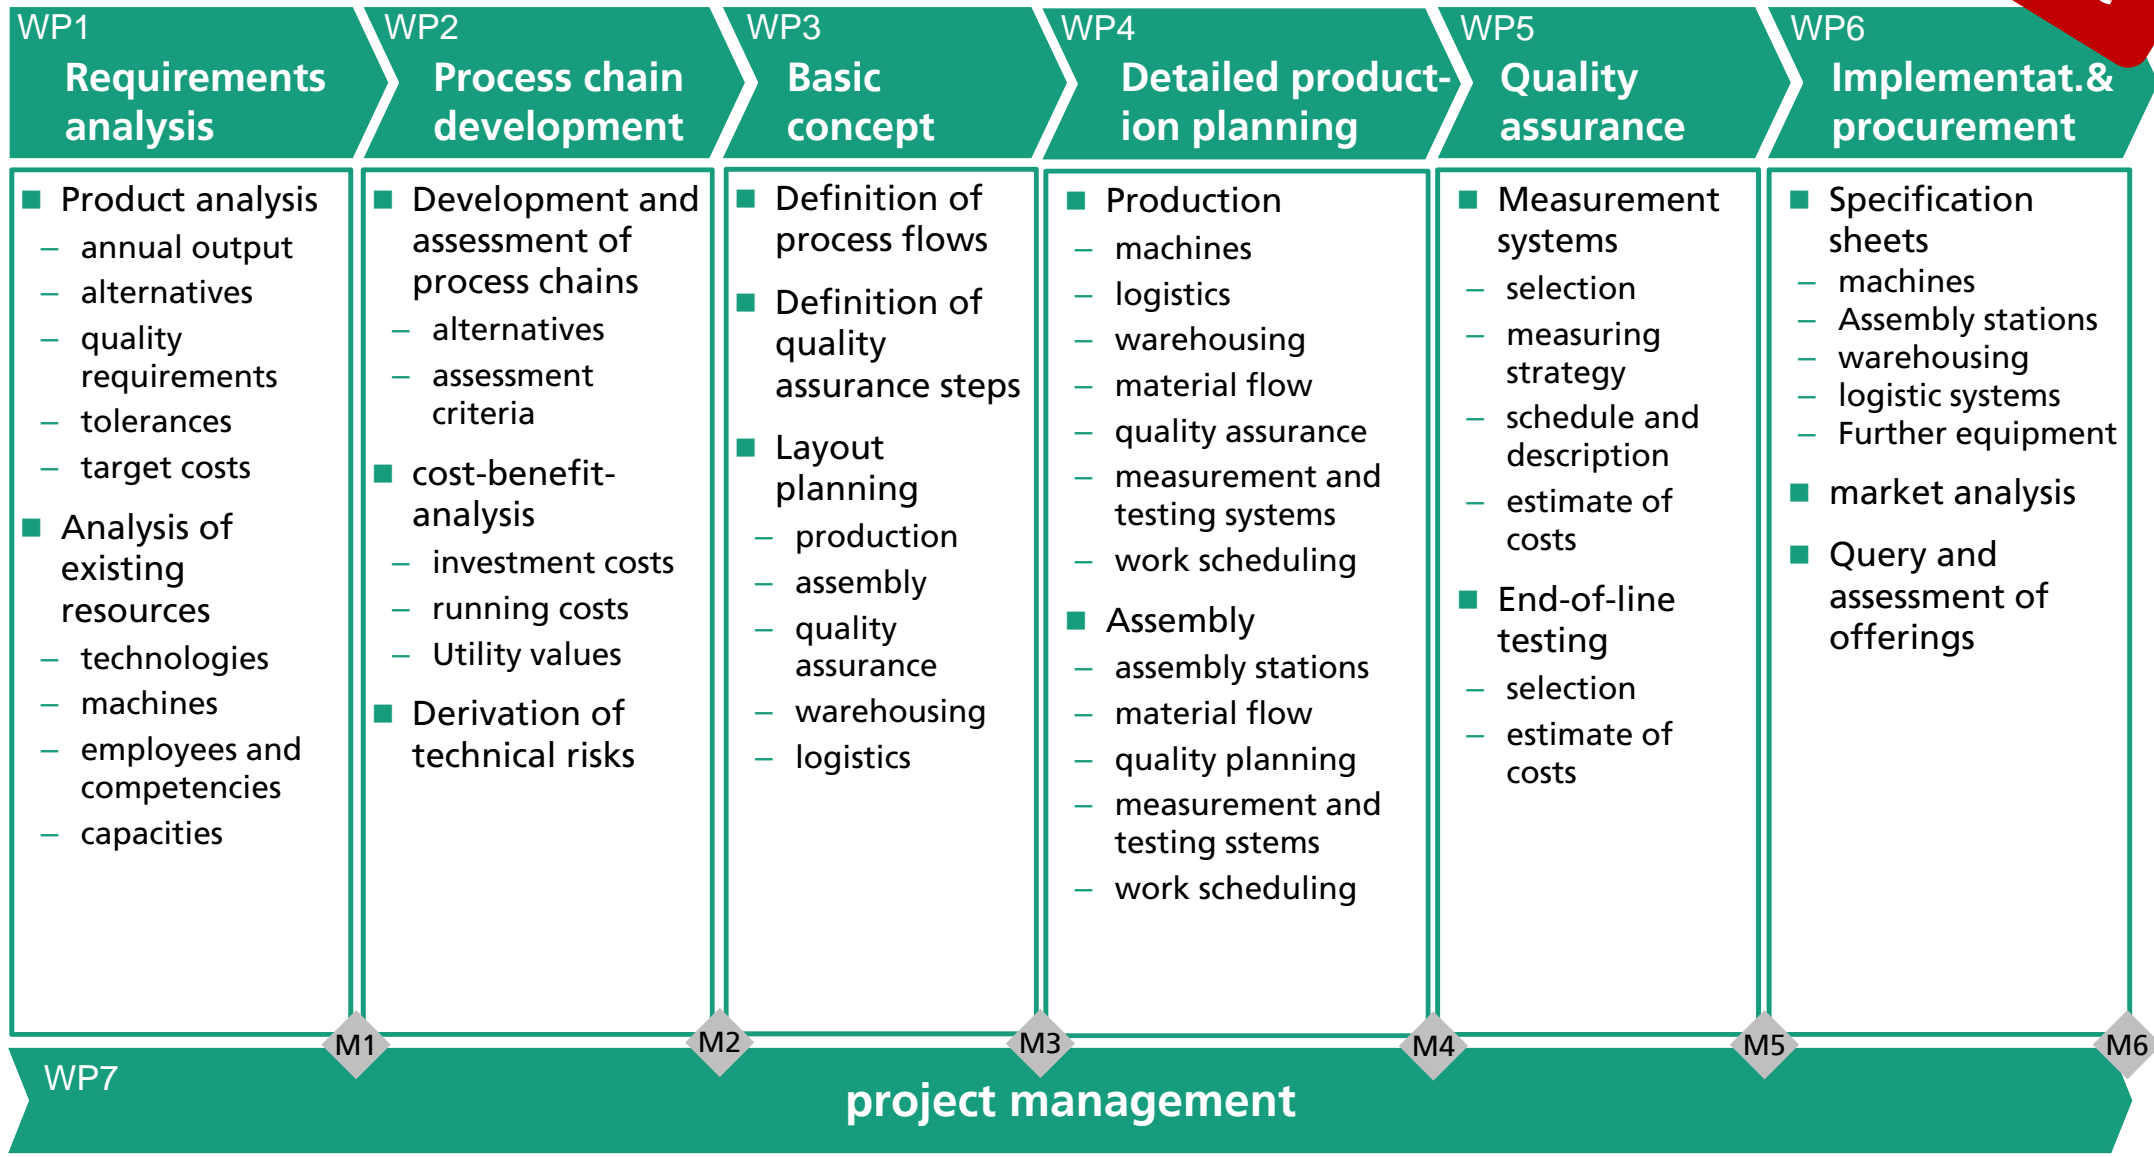 WP1
Requirements
analysis
WP2
Process chain
development
WP3
Basic
concept
WP4
Detailed product-
ion planning
WP5
Quality
assurance
WP6
Implementat.&
procurement
Product analysis
– annual output
– alternatives
– quality
requirements
– tolerances
– target costs
Analysis of
existing
resources
– technologies
– machines
– employees and
competencies
– capacities
Development and
assessment of
process chains
– alternatives
– assessment
criteria
cost-benefit-
analysis
– investment costs
– running costs
– Utility values
Derivation of
technical risks
Definition of
process flows
Definition of
quality
assurance steps
Layout
planning
– production
– assembly
– quality
assurance
– warehousing
– logistics
Production
– machines
– logistics
– warehousing
– material flow
– quality assurance
– measurement and
testing systems
– work scheduling
Assembly
– assembly stations
– material flow
– quality planning
– measurement and
testing sstems
– work scheduling
Measurement
systems
– selection
– measuring
strategy
– schedule and
description
– estimate of
costs
End-of-line
testing
– selection
– estimate of
costs
Specification
sheets
– machines
– Assembly stations
– warehousing
– logistic systems
– Further equipment
market analysis
Query and
assessment of
offerings
M1
M2
M3
M4
M5
M6
WP7
project management